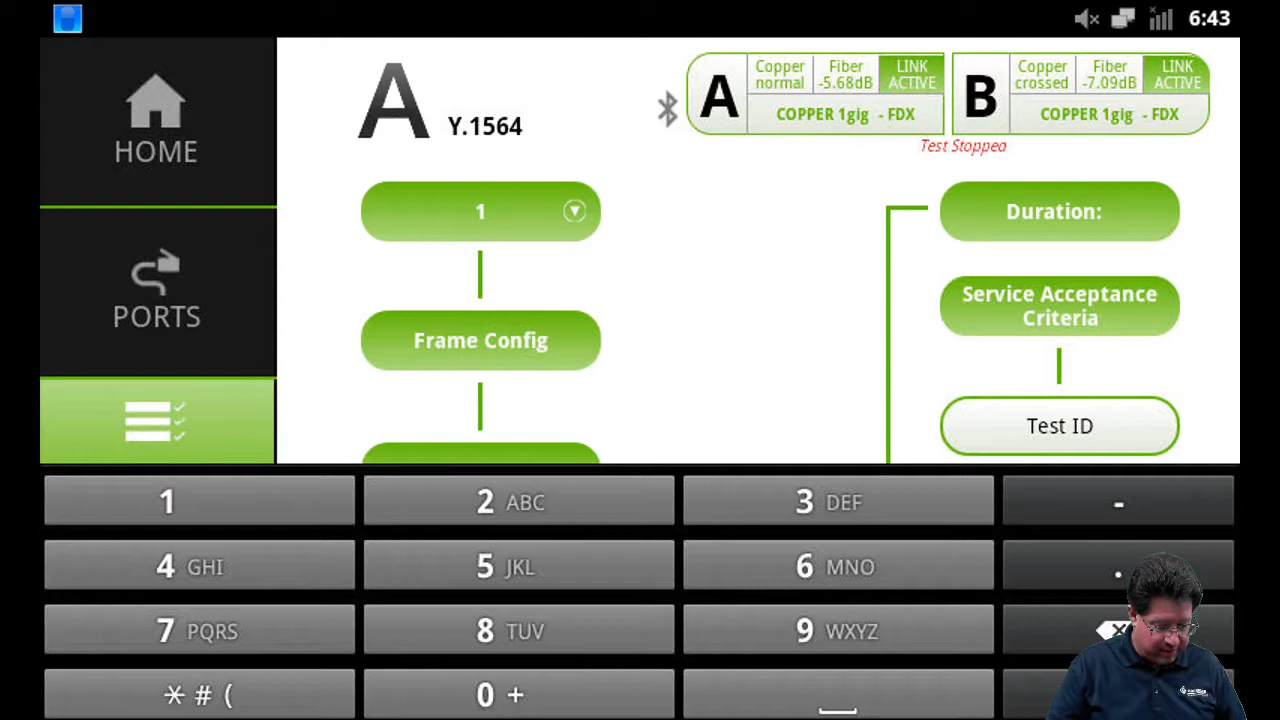 6:43
HOME
PORTS
A
Y.1564
A
Copper normal
Fiber -5.68dB
LINK ACTIVE
COPPER 1gig - FDX
B
Copper crossed
Fiber -7.09dB
LINK ACTIVE
COPPER 1gig - FDX
Test Stopped
1
Frame Config
Duration:
Service Acceptance
Criteria
Test ID
1
2 ABC
3 DEF
-
4 GHI
5 JKL
6 MNO
.
7 PQRS
8 TUV
9 WXYZ
* # (
0 +